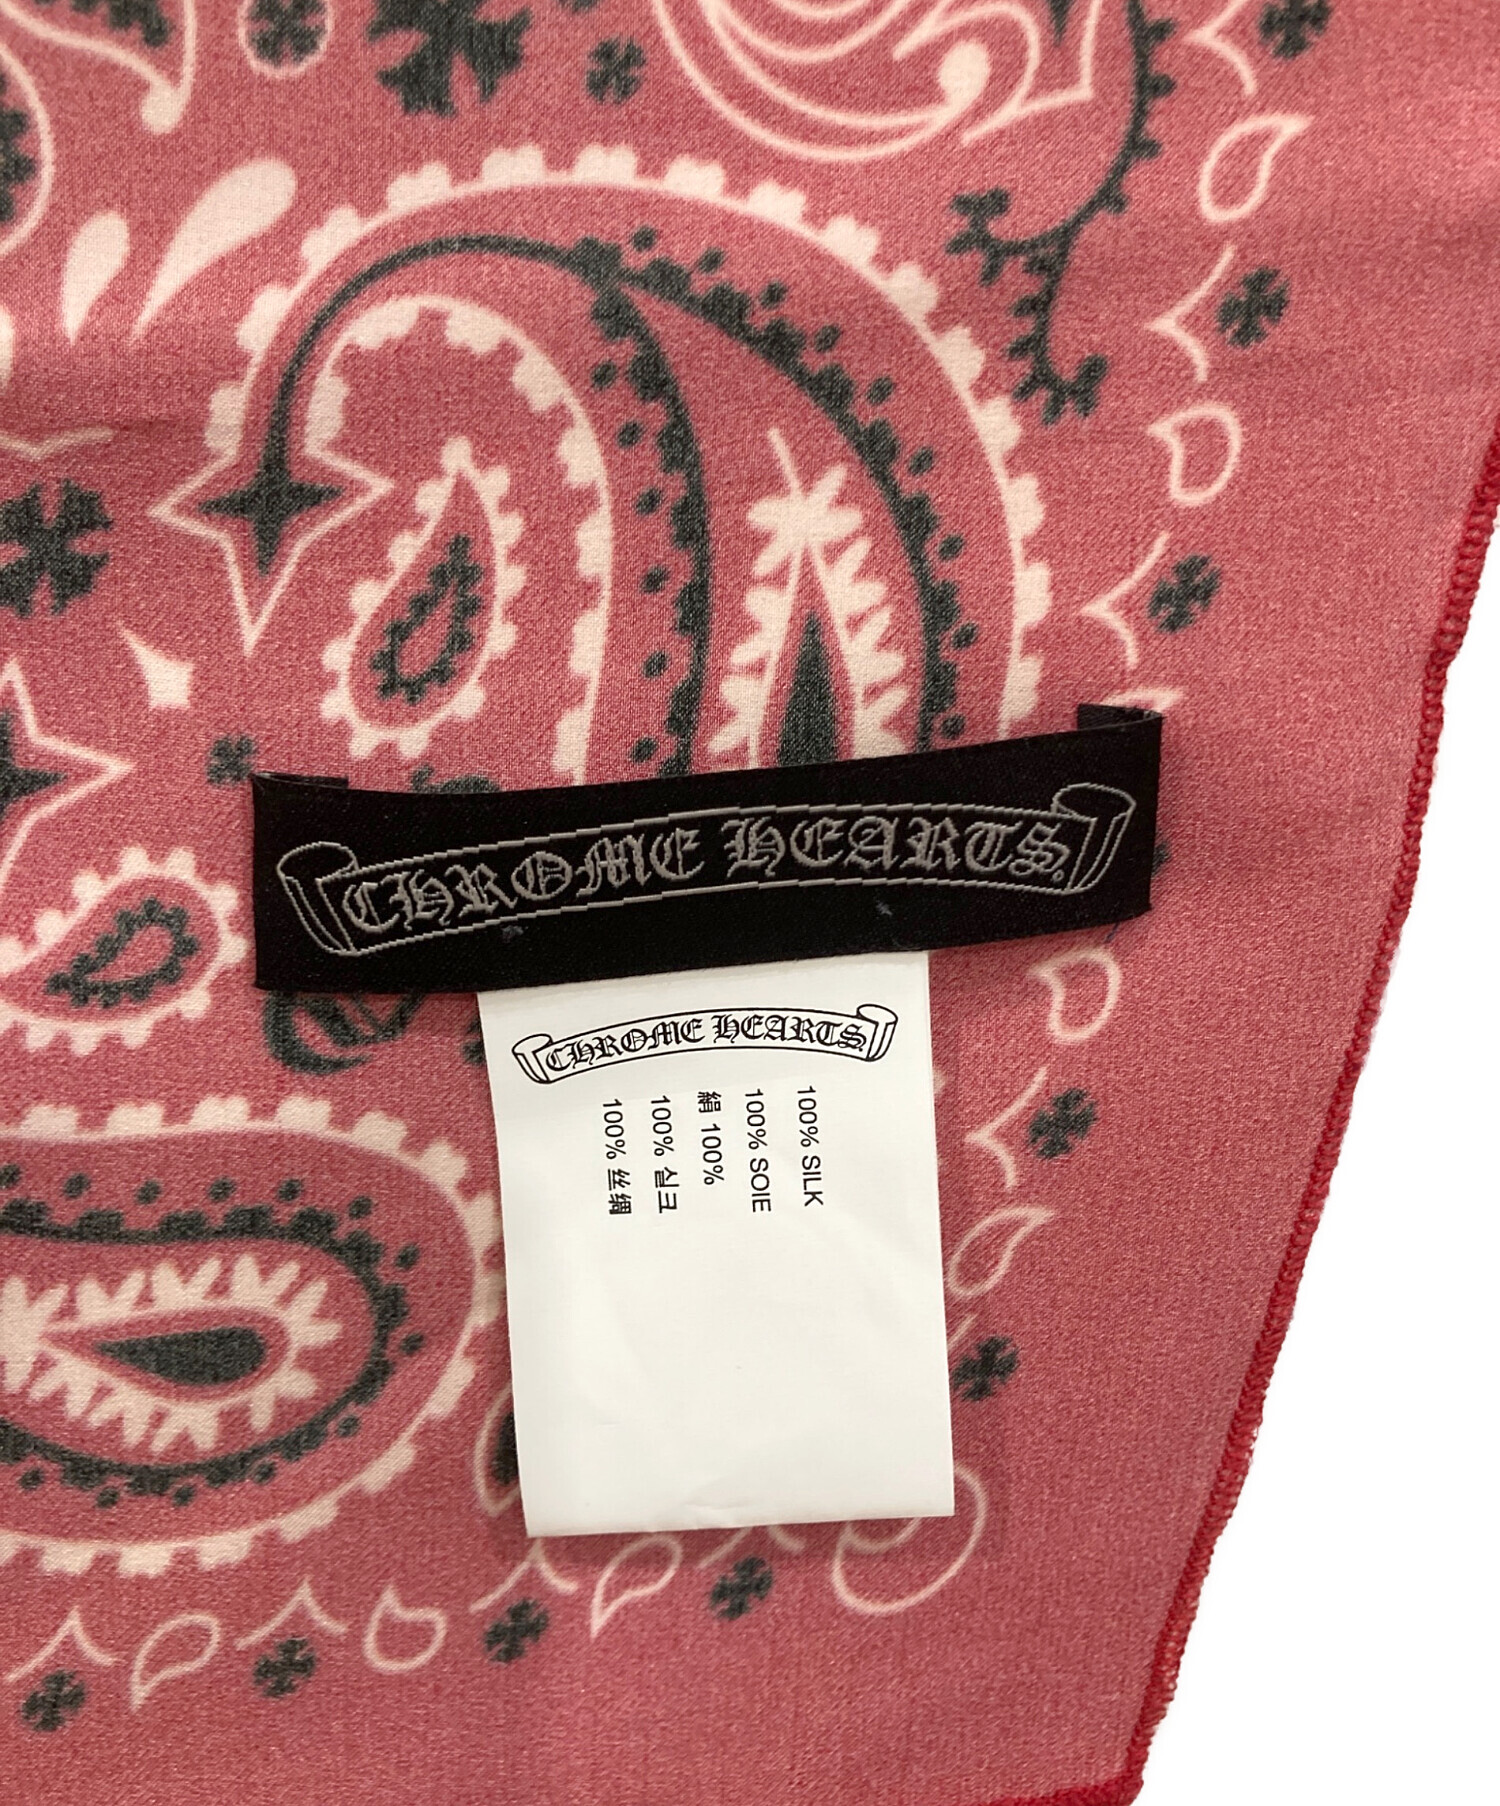 CHROME HEARTS
CHROME HEARTS
100% SILK
100% SOIE
絹 100%
100% 실크
100% 丝绸